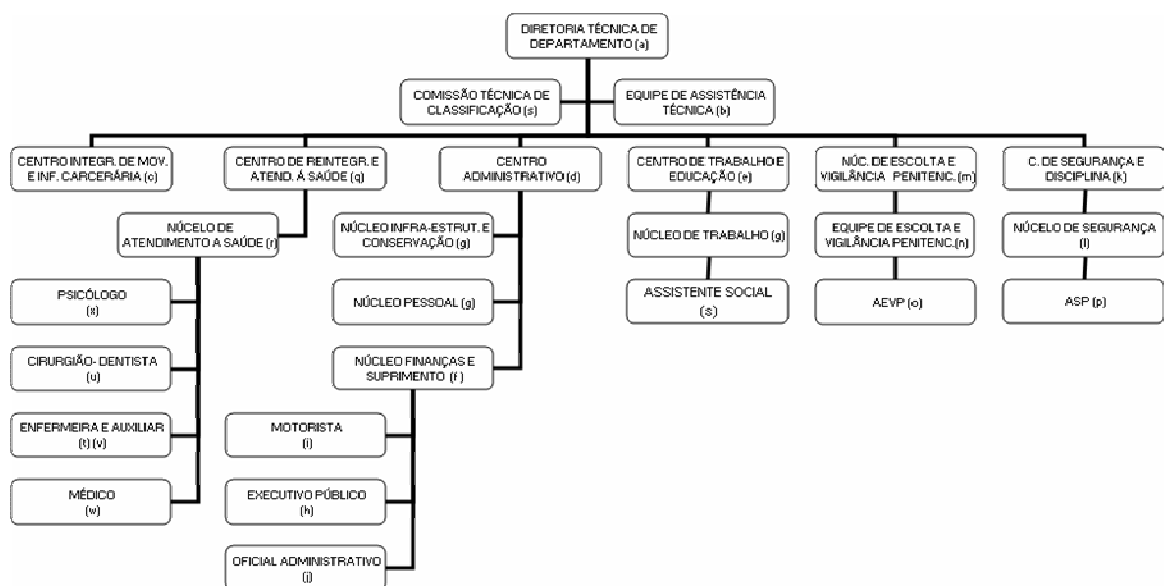 DIRETORIA TÉCNICA DE
DEPARTAMENTO (a)
COMISSÃO TÉCNICA DE
CLASSIFICAÇÃO (s)
EQUIPE DE ASSISTÊNCIA
TÉCNICA (b)
CENTRO INTEGR. DE MOV.
E INF. CARCERÁRIA (c)
CENTRO DE REINTEGR. E
ATEND. Á SAÚDE (q)
CENTRO
ADMINISTRATIVO (d)
CENTRO DE TRABALHO E
EDUCAÇÃO (e)
NÚC. DE ESCOLTA E
VIGILÂNCIA PENITENC. (m)
C. DE SEGURANÇA E
DISCIPLINA (k)
NÚCELO DE
ATENDIMENTO A SAÚDE (r)
NÚCLEO INFRA-ESTRUT. E
CONSERVAÇÃO (g)
NÚCLEO DE TRABALHO (g)
EQUIPE DE ESCOLTA E
VIGILÂNCIA PENITENC.(n)
NÚCELO DE SEGURANÇA
(l)
PSICÓLOGO
NÚCLEO PESSOAL (g)
ASSISTENTE SOCIAL
(S)
AEVP (o)
ASP (p)
CIRURGIÃO- DENTISTA
(u)
NÚCLEO FINANÇAS E
SUPRIMENTO (f)
ENFERMEIRA E AUXILIAR
(t) (v)
MOTORISTA
(i)
MÉDICO
(w)
EXECUTIVO PÚBLICO
(h)
OFICIAL ADMINISTRATIVO
(j)